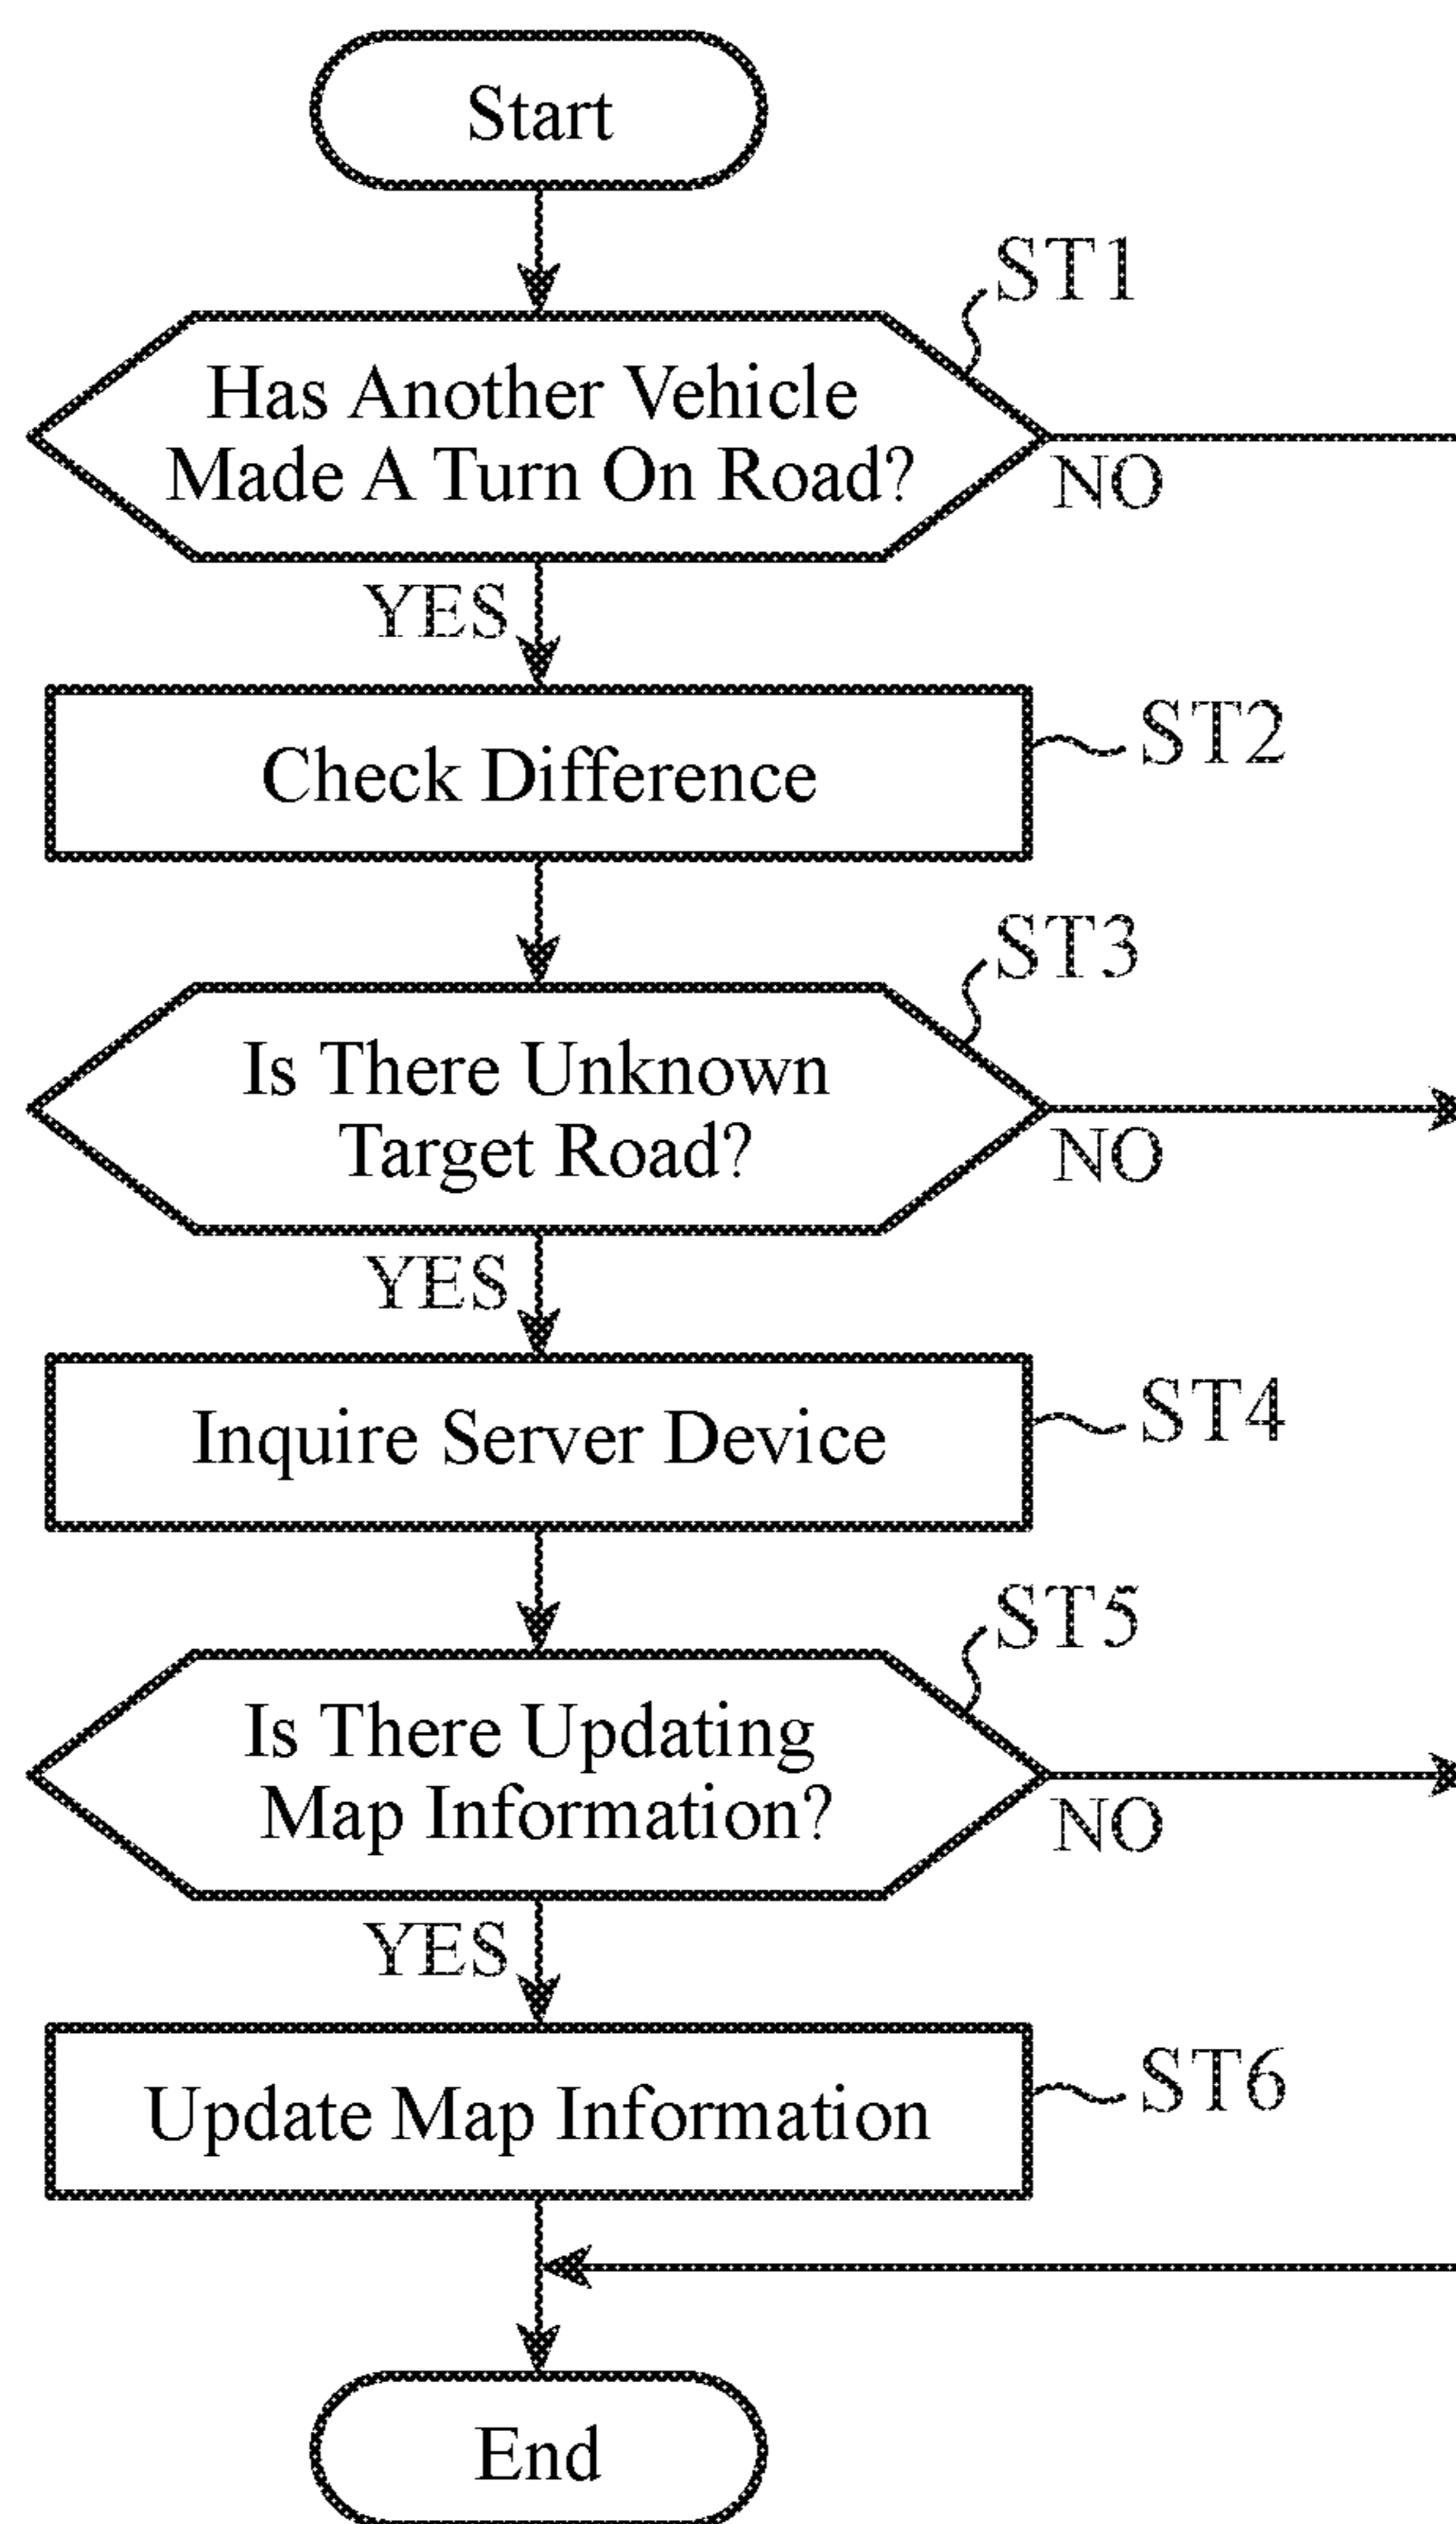 Start
ST1
Has Another Vehicle
Made A Turn On Road?
NO
YES
Check Difference
ST2
ST3
Is There Unknown
Target Road?
NO
YES
Inquire Server Device
ST4
ST5
Is There Updating
Map Information?
NO
YES
Update Map Information
ST6
End